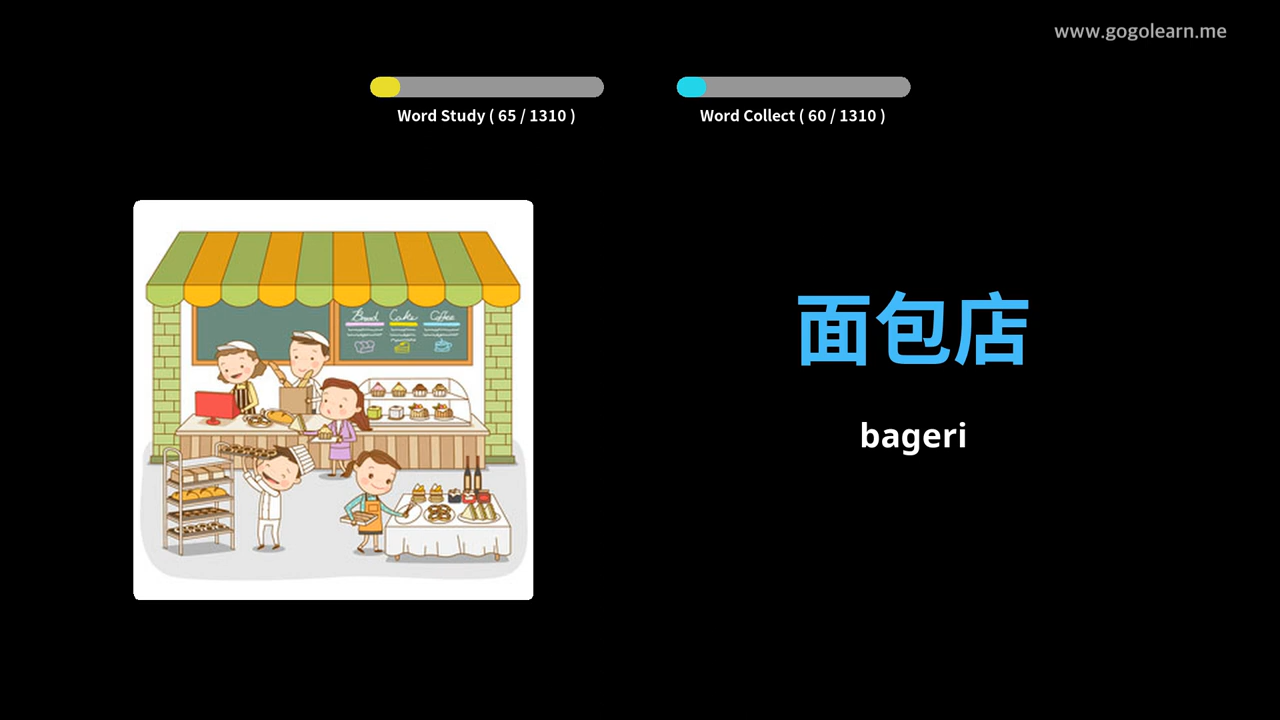 www.gogolearn.me
Word Study ( 65 / 1310 )
Word Collect ( 60 / 1310 )
Bread Cake Coffee
面包店
bageri